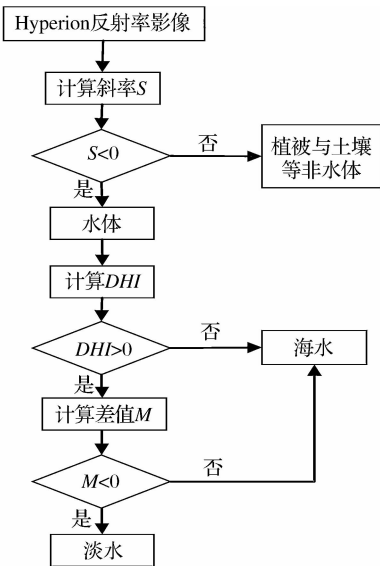 Hyperion反射率影像
计算斜率S
S<0
否
植被与土壤
等非水体
是
水体
计算DHI
DHI>0
否
海水
是
计算差值M
M<0
否
是
淡水